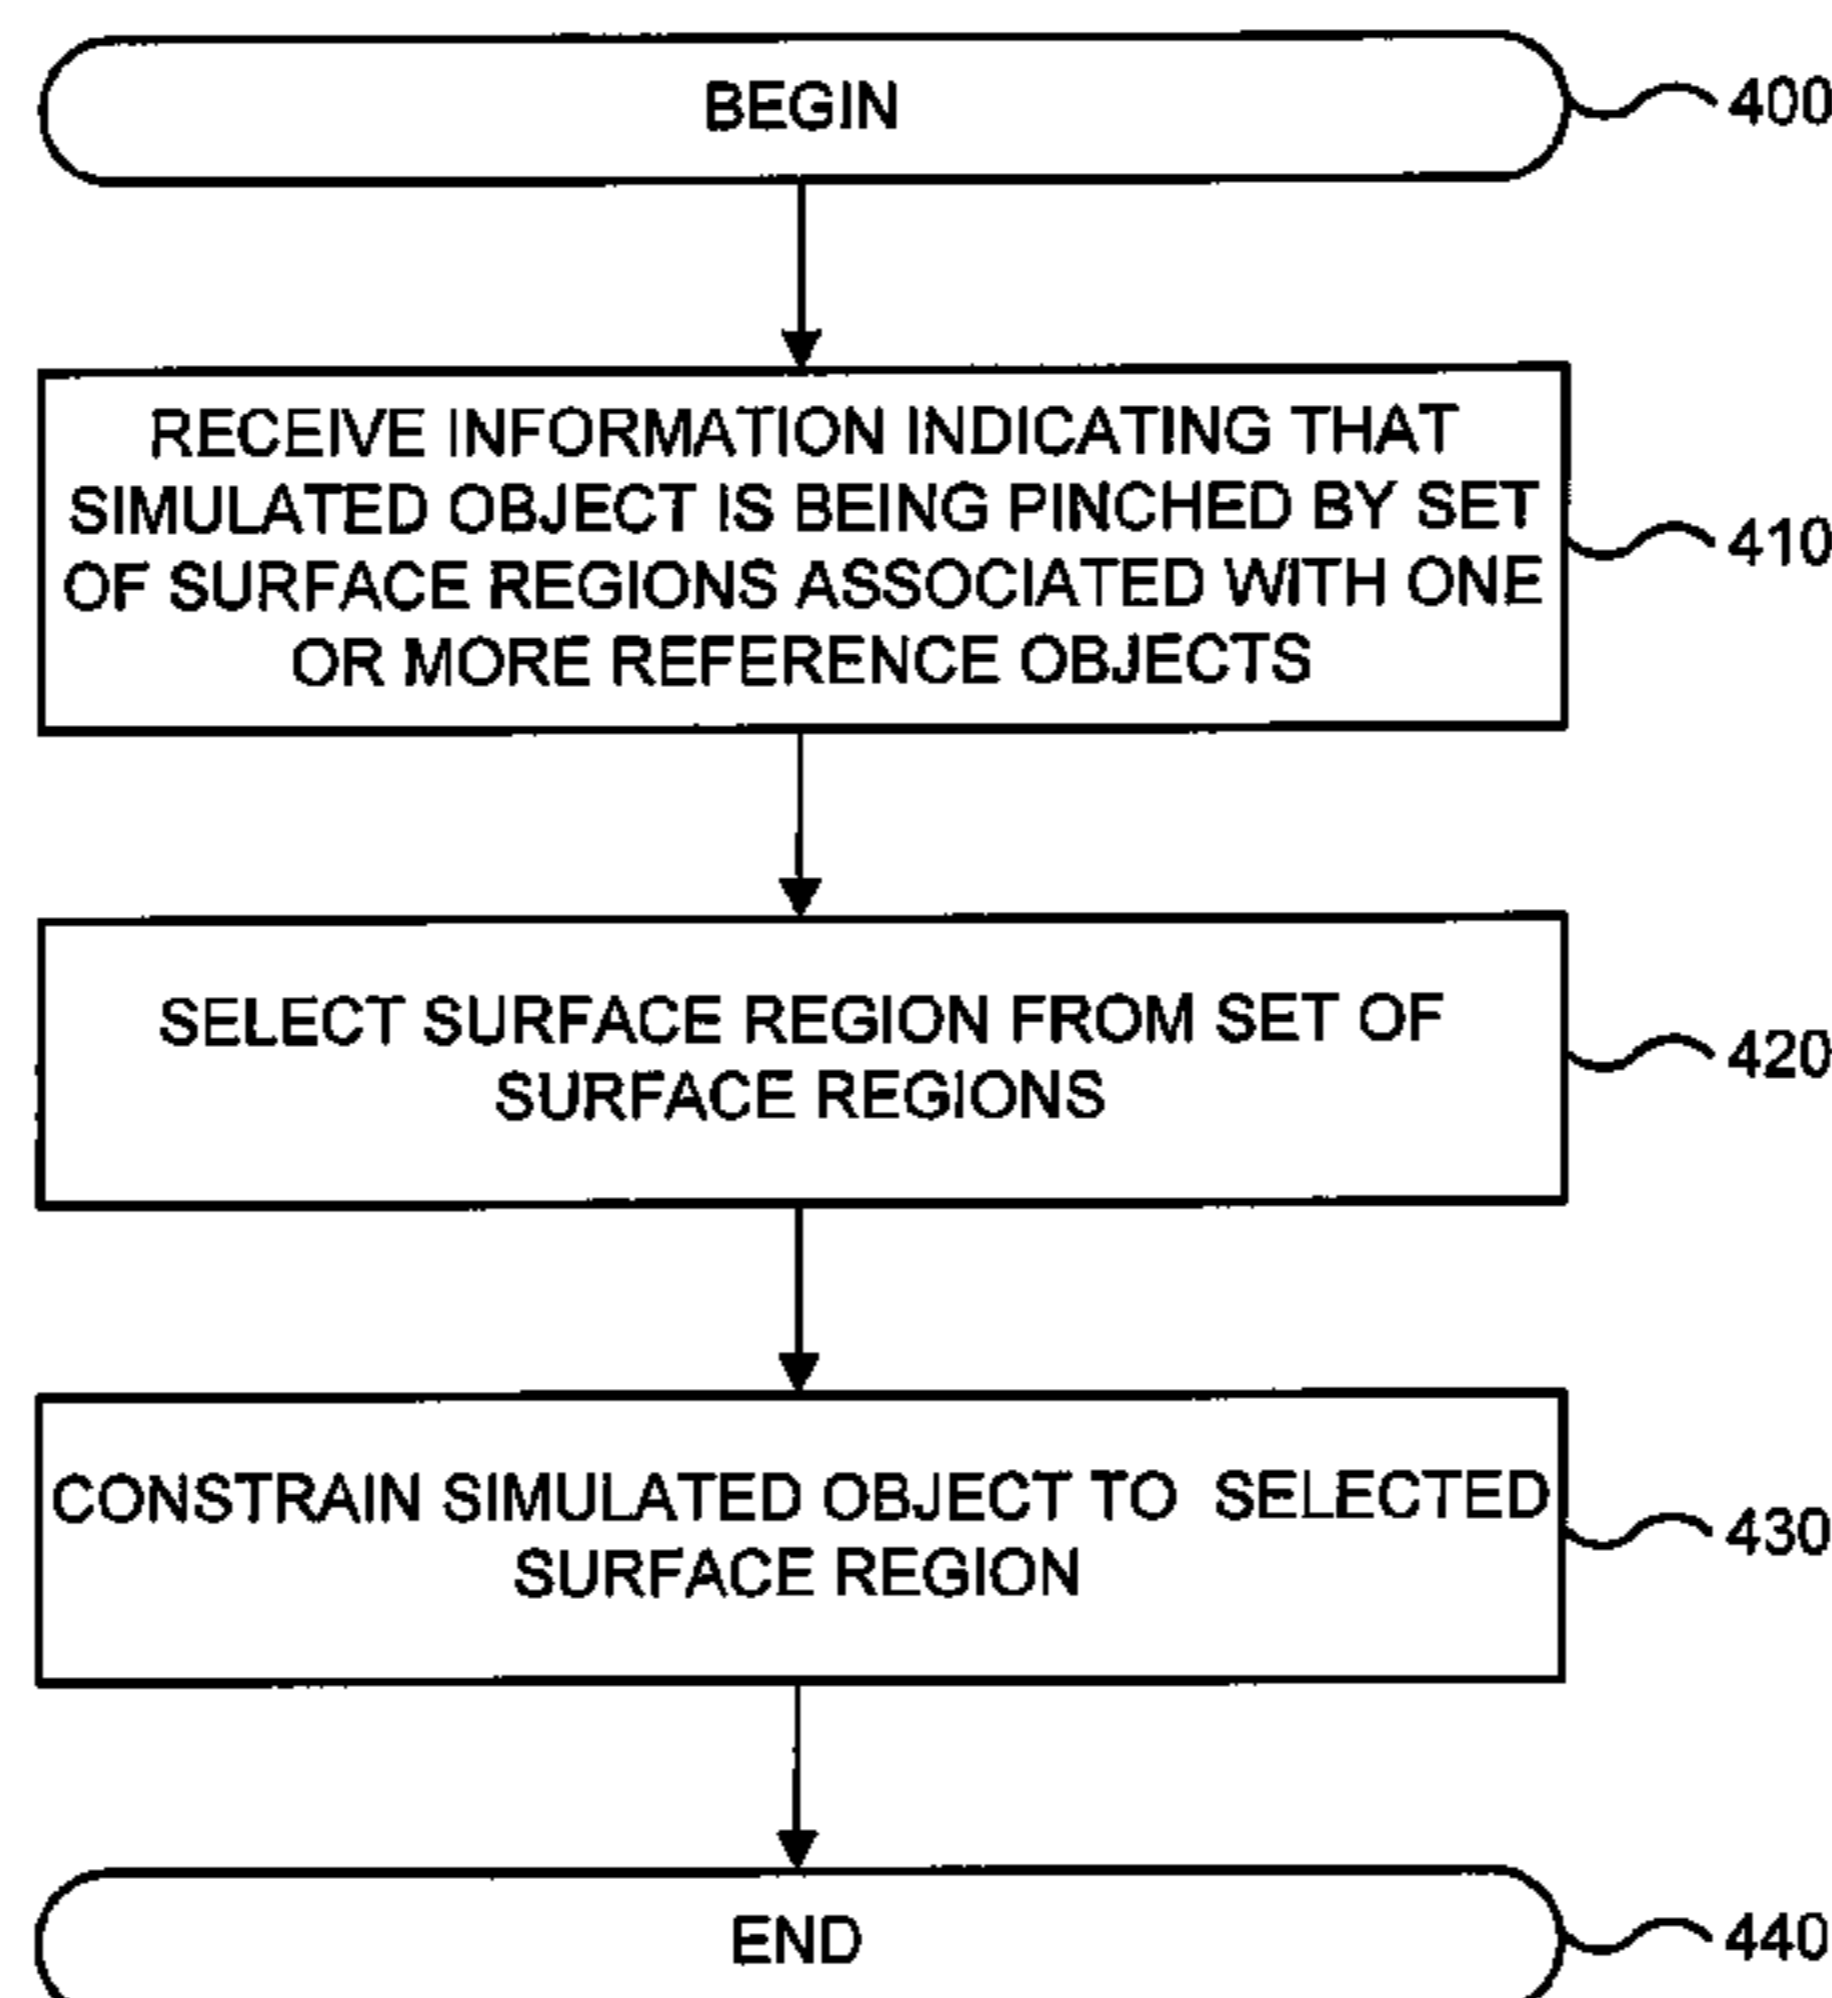 BEGIN
400
RECEIVE INFORMATION INDICATING THAT
SIMULATED OBJECT IS BEING PINCHED BY SET
OF SURFACE REGIONS ASSOCIATED WITH ONE
OR MORE REFERENCE OBJECTS
410
SELECT SURFACE REGION FROM SET OF
SURFACE REGIONS
420
CONSTRAIN SIMULATED OBJECT TO SELECTED
SURFACE REGION
430
END
440